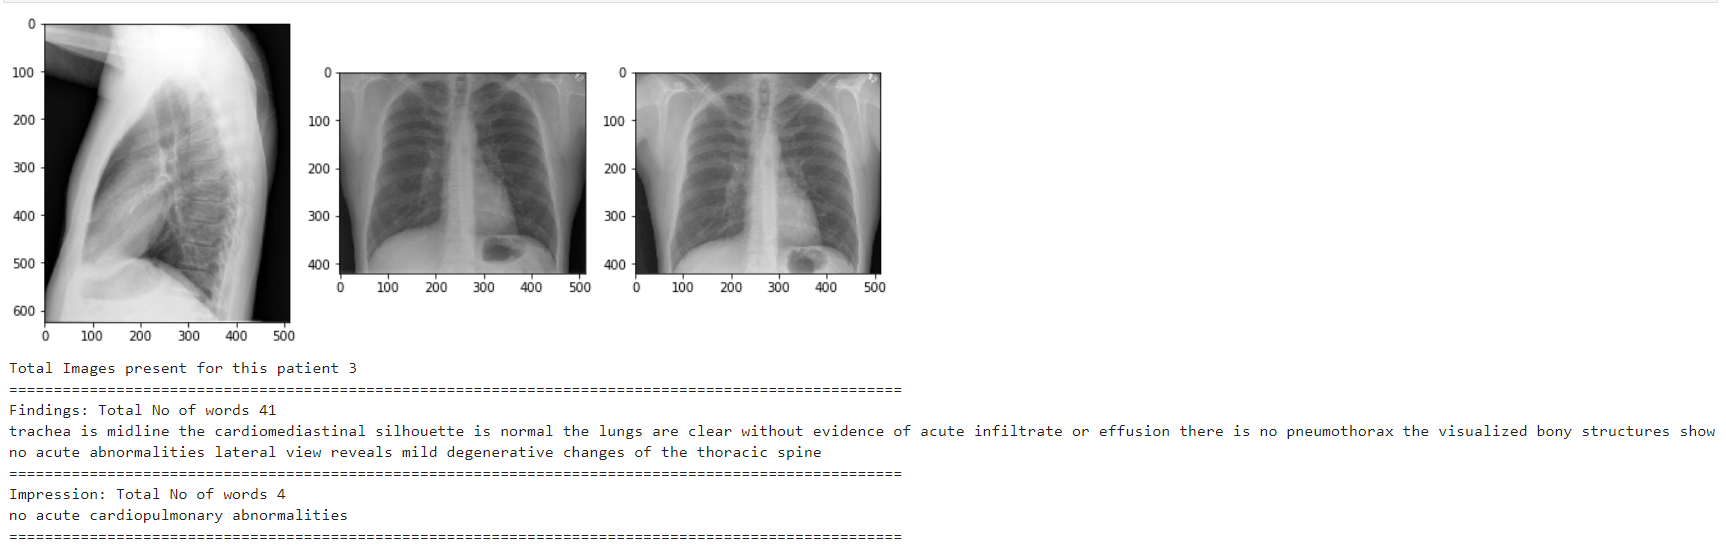 0
100
200
300
400
500
600
0 100 200 300 400 500
0
100
200
300
400
0 100 200 300 400 500
0
100
200
300
400
0 100 200 300 400 500
Total Images present for this patient 3
===================================================================================================
Findings: Total No of words 41
trachea is midline the cardiomediastinal silhouette is normal the lungs are clear without evidence of acute infiltrate or effusion there is no pneumothorax the visualized bony structures show
no acute abnormalities lateral view reveals mild degenerative changes of the thoracic spine
===================================================================================================
Impression: Total No of words 4
no acute cardiopulmonary abnormalities
===================================================================================================